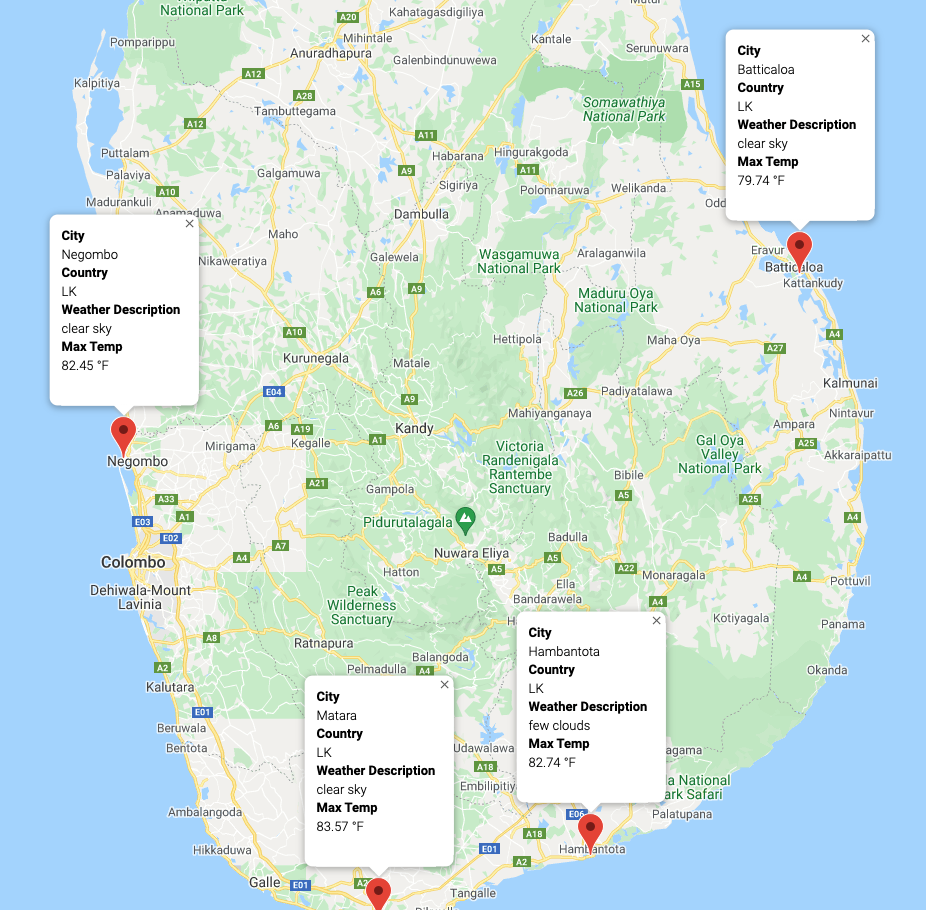 National Park
Kahatagasdigiliya
A20
Mihintale
Pomparippu
Kantale
Serunuwara
Anuradhapura
Galenbindunuwewa
A12
Kalpitiya
A15
A28
Somawathiya
National Park
Tambuttegama
A12
A11
Puttalam
Habarana
Hingurakgoda
Palaviya
A9
A11
Galgamuwa
Sigiriya
Polonnaruwa
Welikanda
A10
Madurankuli
Anamaduwa
Dambulla
Maho
Galewela
Wasgamuwa
National Park
Aralaganwila
Eravur
Nikaweratiya
Batticaloa
Kattankudy
A6
A9
Maduru Oya
National Park
A10
A4
Hettipola
Maha Oya
A27
Kurunegala
Matale
Kalmunai
E04
A9
A26
Padiyatalawa
Nintavur
Mahiyanganaya
Ampara
A6
A19
Kandy
Mirigama
Kegalle
A1
Gal Oya
Valley
National Park
A25
Victoria
Randenigala
Rantembe
Sanctuary
Akkaraipattu
Negombo
Bibile
A21
Gampola
A5
A25
A33
A1
E03
Pidurutalagala
A4
E02
Badulla
A7
Nuwara Eliya
A4
A5
Colombo
A5
A22
Monaragala
A4
Hatton
Pottuvil
Ella
Dehiwala-Mount
Lavinia
Peak
Wilderness
Sanctuary
Bandarawela
A4
Kotiyagala
Panama
A8
Ratnapura
Balangoda
A2
Pelmadulla
A4
Okanda
Kalutara
E01
Beruwala
Bentota
Udawalawa
A18
Embilipitiy
Ambalangoda
Palatupana
E06
A18
Hikkaduwa
E01
Hambantota
A2
Galle
E01
Tangalle
City
Batticaloa
Country
LK
Weather Description
clear sky
Max Temp
79.74 °F
City
Negombo
Country
LK
Weather Description
clear sky
Max Temp
82.45 °F
City
Hambantota
Country
LK
Weather Description
few clouds
Max Temp
82.74 °F
City
Matara
Country
LK
Weather Description
clear sky
Max Temp
83.57 °F